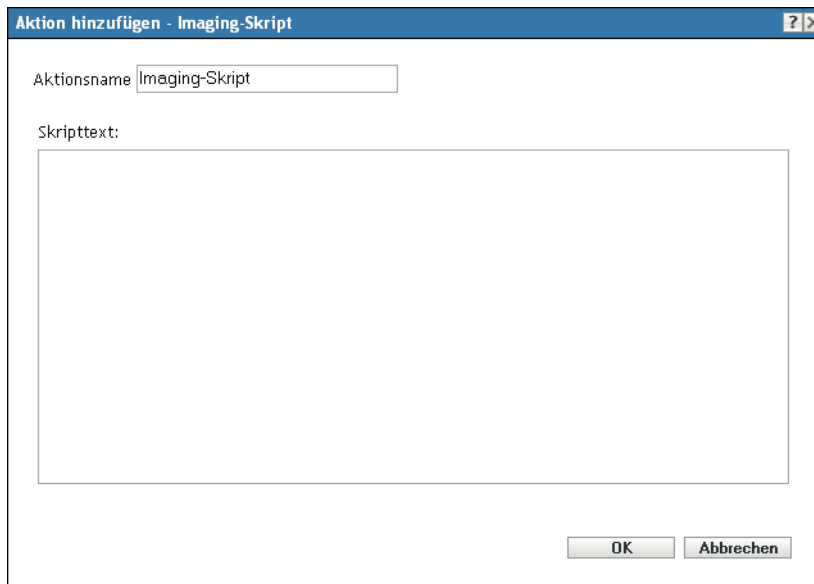 Aktion hinzufügen - Imaging-Skript
?
Aktionsname Imaging-Skript
Skripttext:
OK Abbrechen